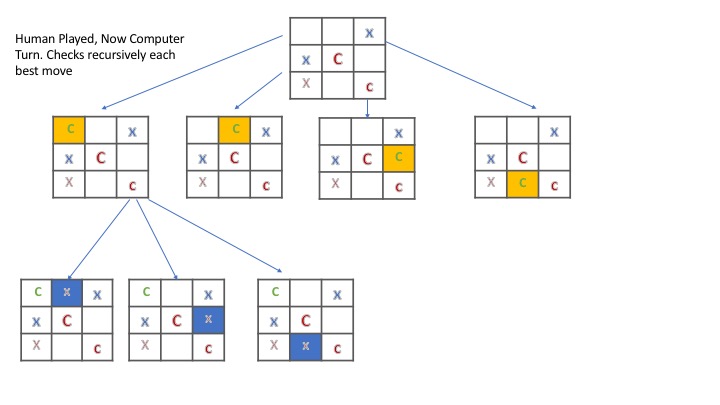 Human Played, Now Computer
Turn. Checks recursively each
best move
x
x C
X c
C x
x C
X c
C x
x C
X c
x
x C C
X c
x
x C
X C c
C x x
x C
X c
C x
x C x
X c
C x
x C
X x c